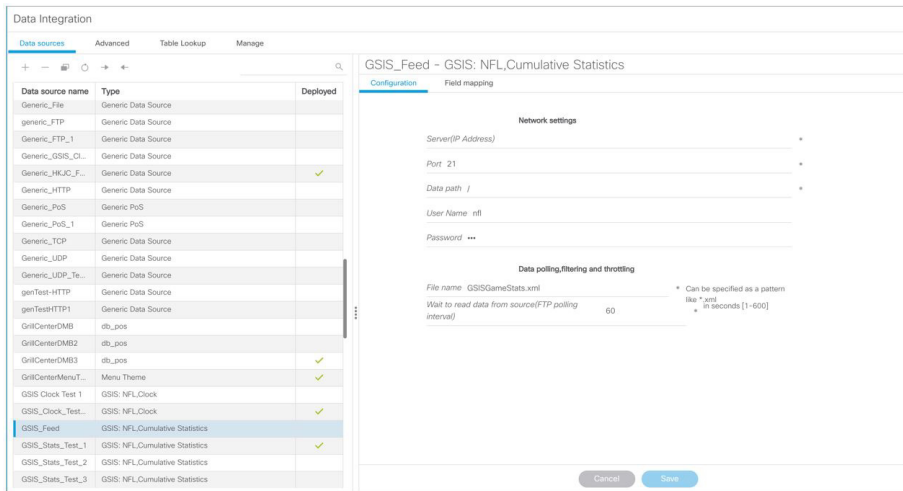 Data Integration
Data sources Advanced Table Lookup Manage
Data source name Type Deployed
Generic_File Generic Data Source
generic_FTP Generic Data Source
Generic_FTP_1 Generic Data Source
Generic_GSIS_Cl... Generic Data Source
Generic_HKJC_F... Generic Data Source
Generic_HTTP Generic Data Source
Generic_PoS Generic PoS
Generic_PoS_1 Generic PoS
Generic_TCP Generic Data Source
Generic_UDP Generic Data Source
Generic_UDP_Te... Generic Data Source
genTest-HTTP Generic Data Source
genTestHTTP1 Generic Data Source
GrillCenterDMB db_pos
GrillCenterDMB2 db_pos
GrillCenterDMB3 db_pos
GrillCenterMenuT... Menu Theme
GSIS Clock Test 1 GSIS: NFL,Clock
GSIS_Clock_Test... GSIS: NFL,Clock
GSIS_Feed GSIS: NFL,Cumulative Statistics
GSIS_Stats_Test_1 GSIS: NFL,Cumulative Statistics
GSIS_Stats_Test_2 GSIS: NFL,Cumulative Statistics
GSIS_Stats_Test_3 GSIS: NFL,Cumulative Statistics
GSIS_Feed - GSIS: NFL,Cumulative Statistics
Configuration Field mapping
Network settings
Server(IP Address) *
Port 21 *
Data path / *
User Name nfl
Password •••
Data polling,filtering and throttling
File name GSISGameStats.xml * Can be specified as a pattern
like *.xml
Wait to read data from source(FTP polling
interval) 60 * in seconds [1-600]
Cancel Save